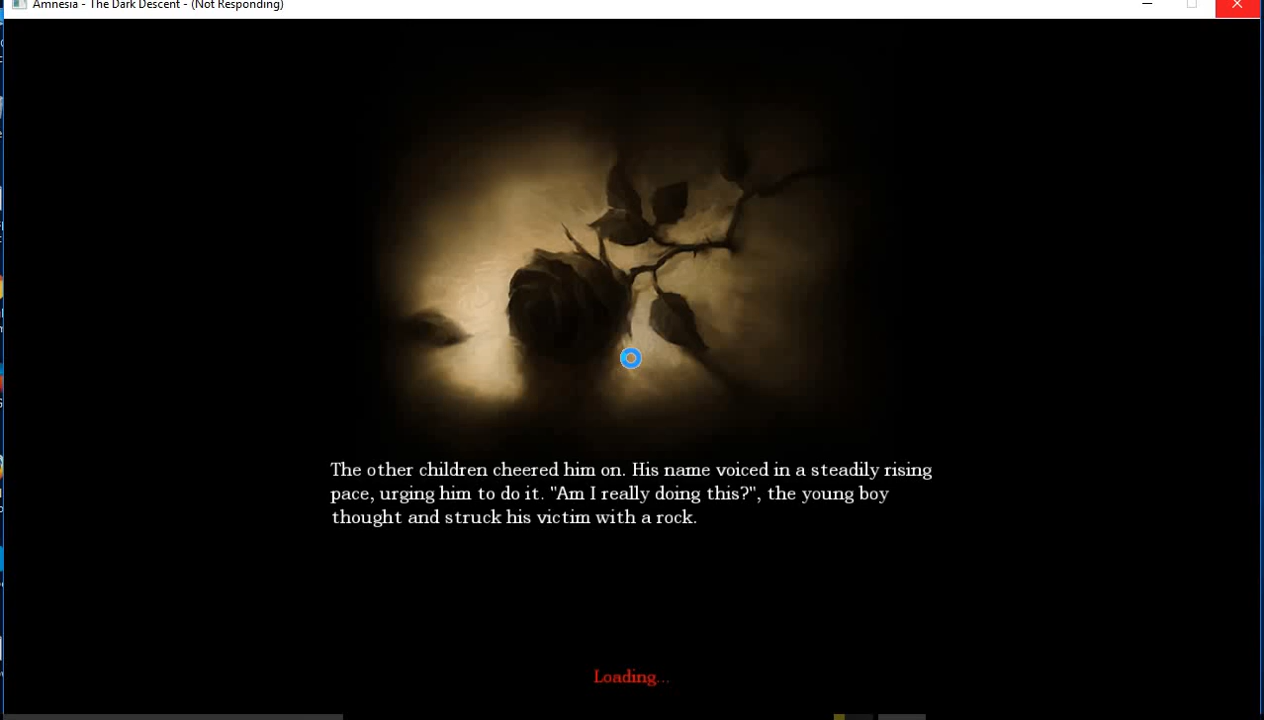 Amnesia - The Dark Descent - (Not Responding)
The other children cheered him on. His name voiced in a steadily rising
pace, urging him to do it. "Am I really doing this?", the young boy
thought and struck his victim with a rock.
Loading...